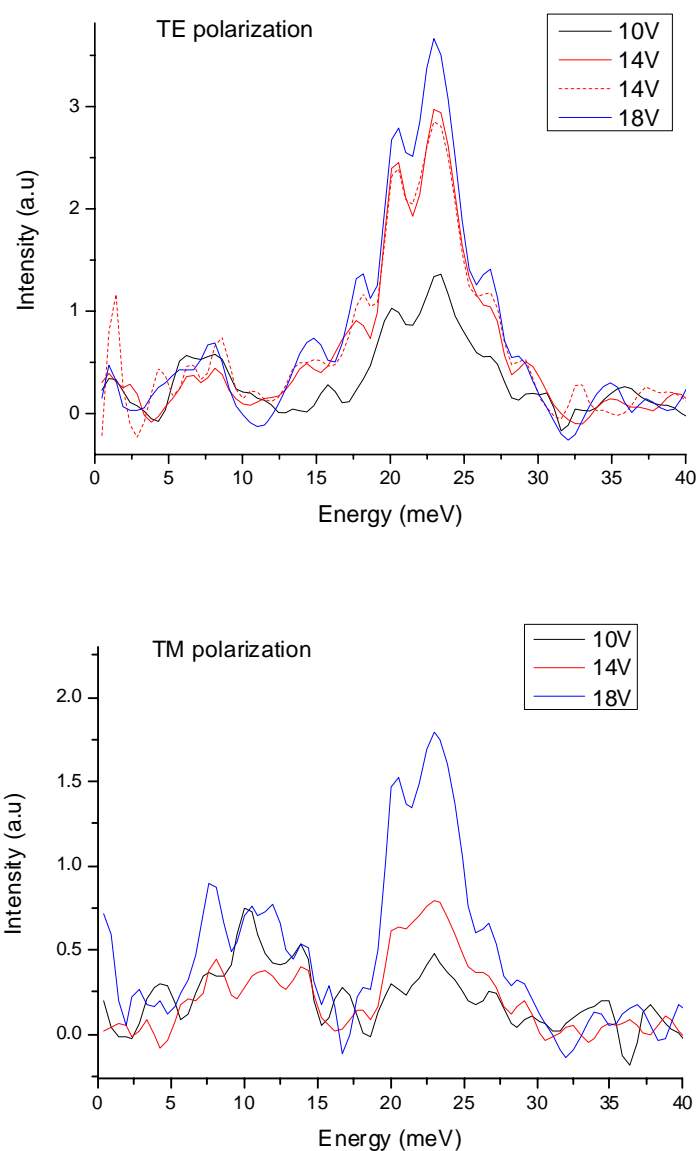 TE polarization
10V
14V
14V
18V
3
2
1
0
Intensity (a.u)
0 5 10 15 20 25 30 35 40
Energy (meV)
TM polarization
10V
14V
18V
2.0
1.5
1.0
0.5
0.0
Intensity (a.u)
0 5 10 15 20 25 30 35 40
Energy (meV)